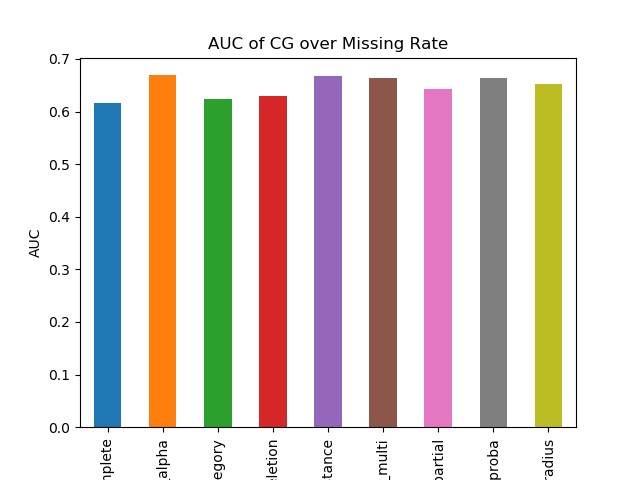 AUC of CG over Missing Rate
0.7
0.6
0.5
0.4
0.3
0.2
0.1
0.0
AUC
nplete
_alpha
egory
eletion
tance
_multi
partial
proba
radius